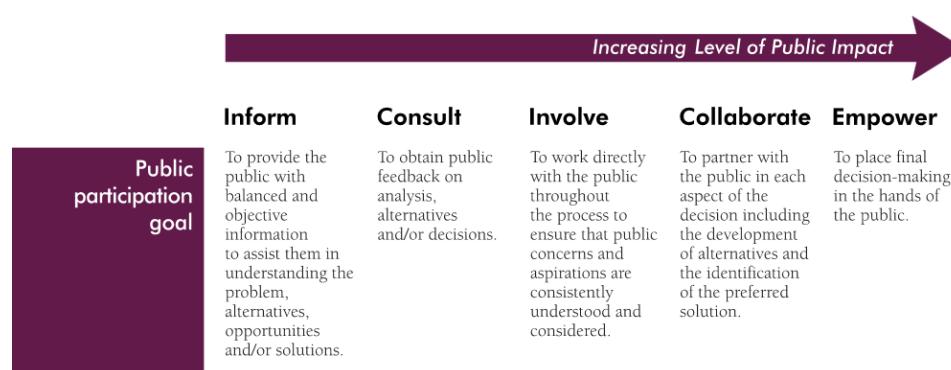 Increasing Level of Public Impact
Inform
Consult
Involve
Collaborate
Empower
Public
participation
goal
To provide the
public with
balanced and
objective
information
to assist them in
understanding the
problem,
alternatives,
opportunities
and/or solutions.
To obtain public
feedback on
analysis,
alternatives
and/or decisions.
To work directly
with the public
throughout
the process to
ensure that public
concerns and
aspirations are
consistently
understood and
considered.
To partner with
the public in each
aspect of the
decision including
the development
of alternatives and
the identification
of the preferred
solution.
To place final
decision-making
in the hands of
the public.